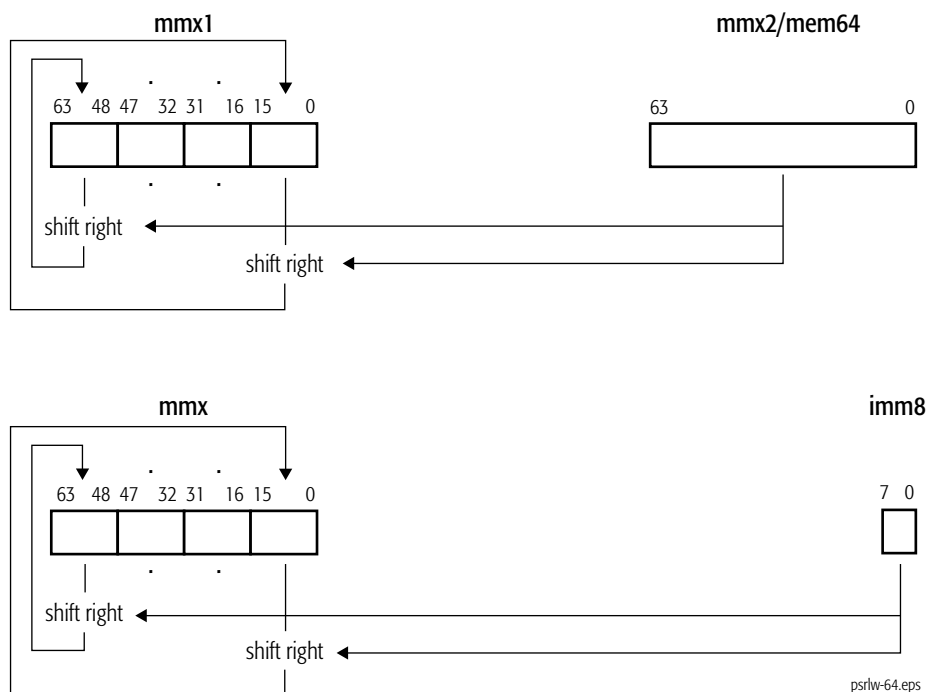 mmx1 mmx2/mem64
. .
63 48 47 32 31 16 15 0 63 0
. .
shift right
shift right
mmx imm8
. .
63 48 47 32 31 16 15 0 7 0
. .
shift right
shift right
psrlw-64.eps